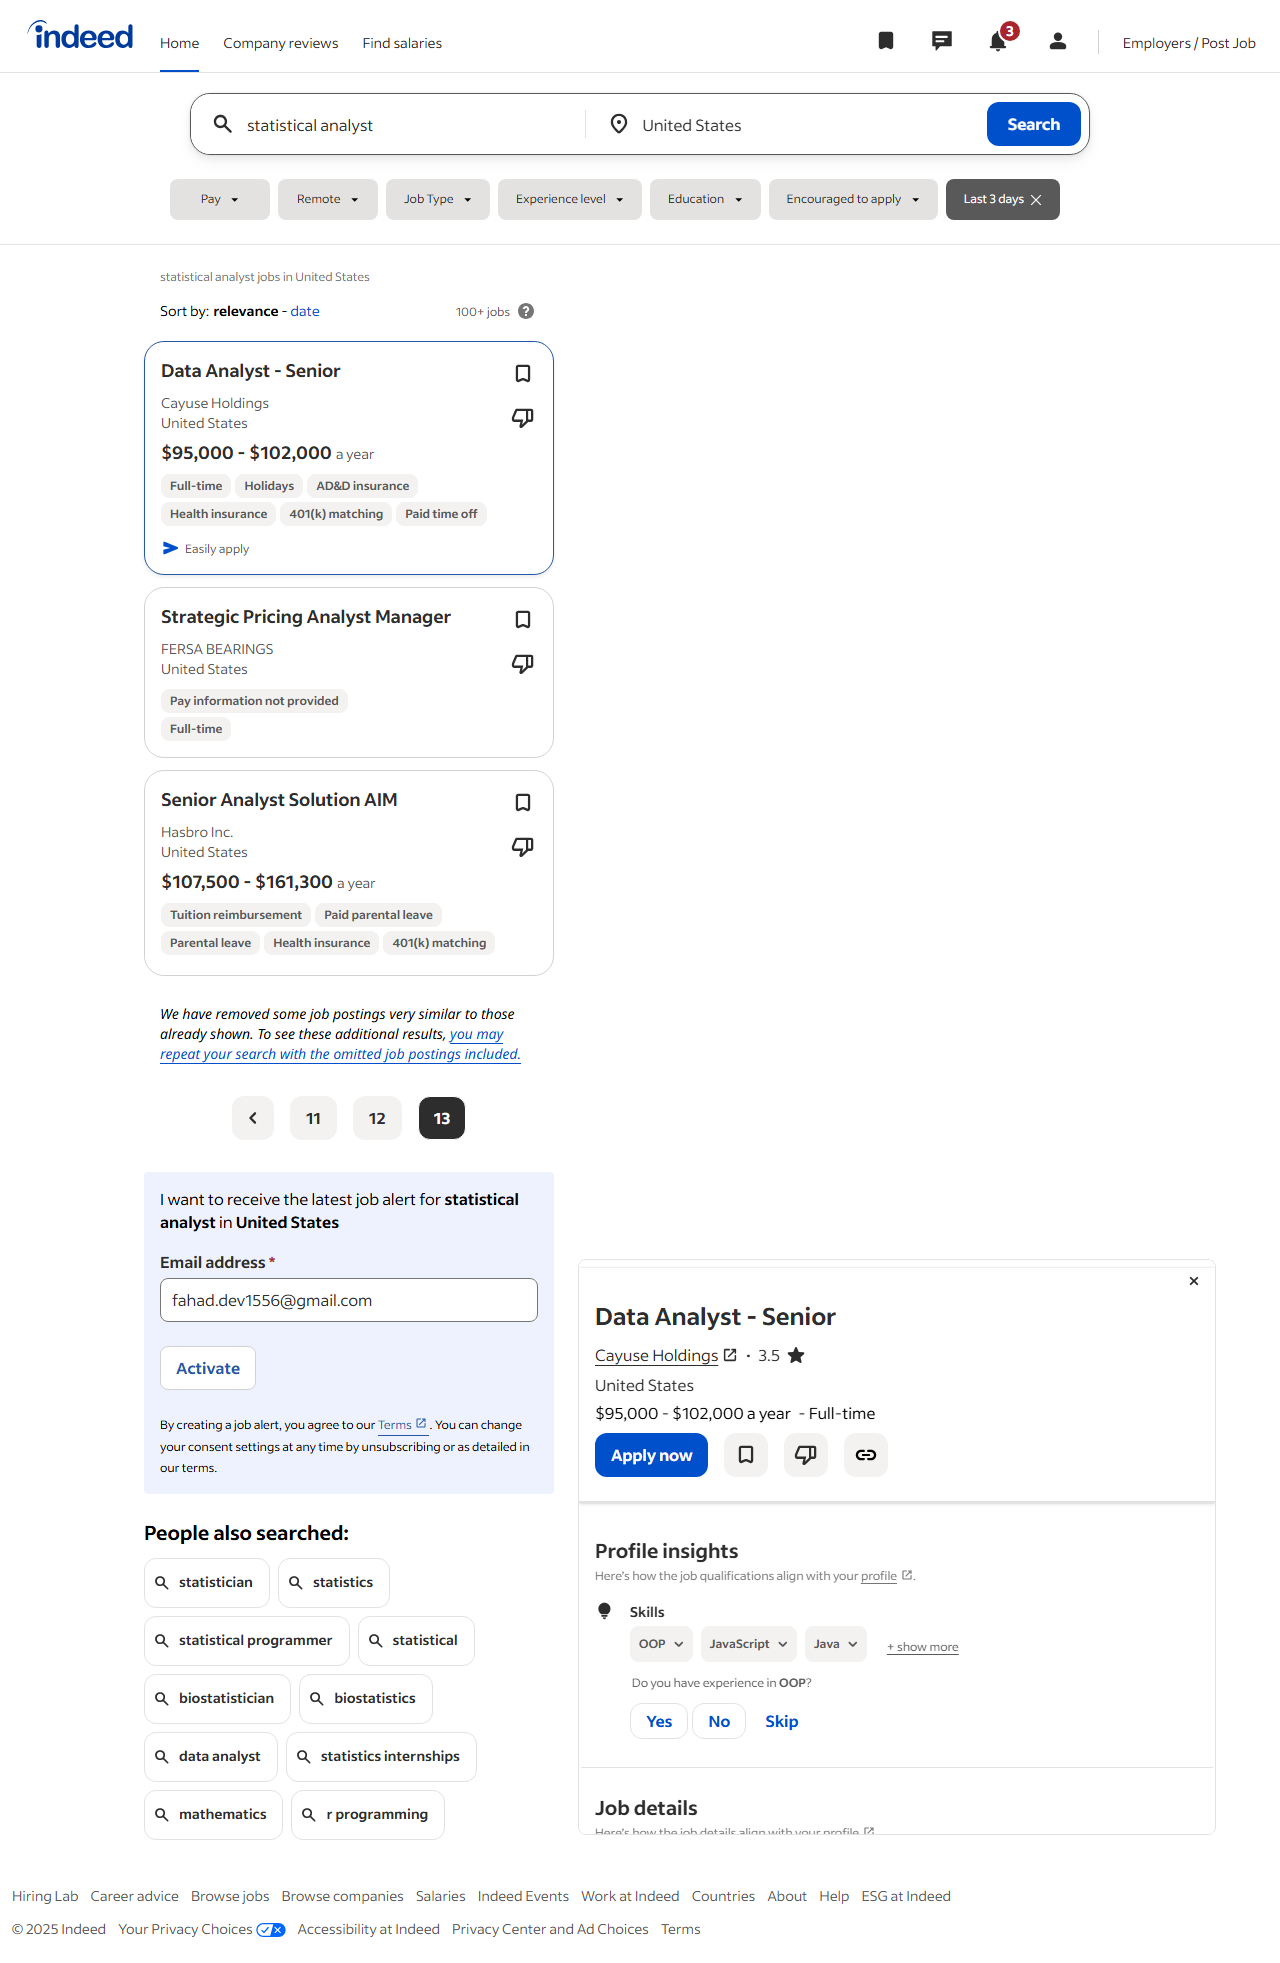 indeed
Home
Company reviews
Find salaries
3
Employers / Post Job
statistical analyst
United States
Search
Pay
Remote
Job Type
Experience level
Education
Encouraged to apply
Last 3 days
statistical analyst jobs in United States
Sort by: relevance - date
100+ jobs
Data Analyst - Senior
Cayuse Holdings
United States
$95,000 - $102,000 a year
Full-time
Holidays
AD&D insurance
Health insurance
401(k) matching
Paid time off
Easily apply
Strategic Pricing Analyst Manager
FERSA BEARINGS
United States
Pay information not provided
Full-time
Senior Analyst Solution AIM
Hasbro Inc.
United States
$107,500 - $161,300 a year
Tuition reimbursement
Paid parental leave
Parental leave
Health insurance
401(k) matching
We have removed some job postings very similar to those
already shown. To see these additional results, you may
repeat your search with the omitted job postings included.
11
12
13
I want to receive the latest job alert for statistical
analyst in United States
Email address *
fahad.dev1556@gmail.com
Activate
By creating a job alert, you agree to our Terms . You can change
your consent settings at any time by unsubscribing or as detailed in
our terms.
People also searched:
statistician
statistics
statistical programmer
statistical
biostatistician
biostatistics
data analyst
statistics internships
mathematics
r programming
Data Analyst - Senior
Cayuse Holdings
3.5
United States
$95,000 - $102,000 a year - Full-time
Apply now
Profile insights
Here's how the job qualifications align with your profile .
Skills
OOP
JavaScript
Java
+ show more
Do you have experience in OOP?
Yes
No
Skip
Job details
Here's how the job details align with your profile
Hiring Lab
Career advice
Browse jobs
Browse companies
Salaries
Indeed Events
Work at Indeed
Countries
About
Help
ESG at Indeed
© 2025 Indeed
Your Privacy Choices
Accessibility at Indeed
Privacy Center and Ad Choices
Terms